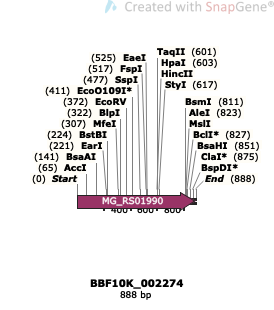 Created with SnapGene®
TaqII (601)
(525) EaeI HpaI (603)
(517) FspI HincII
(477) SspI StyI (617)
(411) EcoO109I*
(372) EcoRV BsmI (811)
(322) BlpI AleI (823)
(307) MfeI MslI
(224) BstBI BclI* (827)
(221) EarI BsaHI (851)
(141) BsaAI ClaI* (875)
(65) AccI BspDI*
(0) Start End (888)
MG_RS01990
400 600 800
BBF10K_002274
888 bp